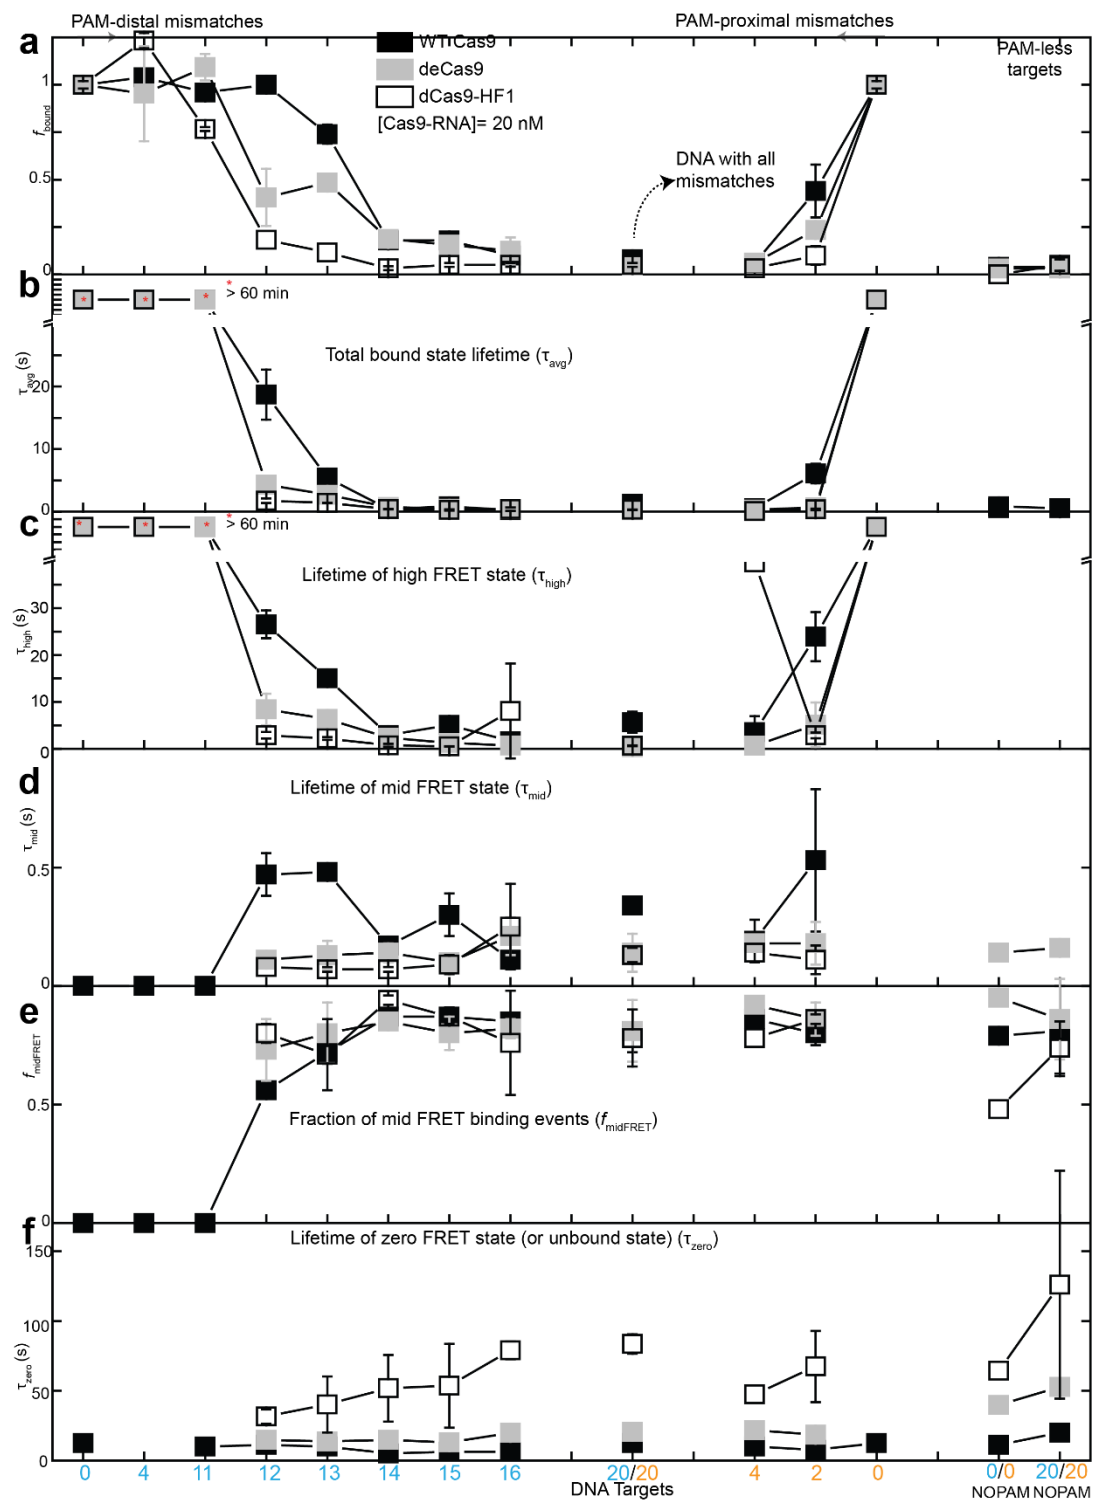 PAM-distal mismatches
PAM-proximal mismatches
a
WT Cas9
deCas9
dCas9-HF1
[Cas9-RNA]= 20 nM
PAM-less
targets
DNA with all
mismatches
f bound
1
0.5
0
b
* * *
*
> 60 min
Total bound state lifetime (τavg)
τavg (s)
20
10
0
c
* * *
*
> 60 min
Lifetime of high FRET state (τhigh)
τhigh (s)
30
20
10
0
d
Lifetime of mid FRET state (τmid)
τmid (s)
0.5
0
e
f midFRET
0.5
Fraction of mid FRET binding events (f midFRET)
0
f
Lifetime of zero FRET state (or unbound state) (τzero)
τzero (s)
150
100
50
0
0 4 11 12 13 14 15 16 20/20 4 2 0 0/0 20/20
NOPAM NOPAM
DNA Targets